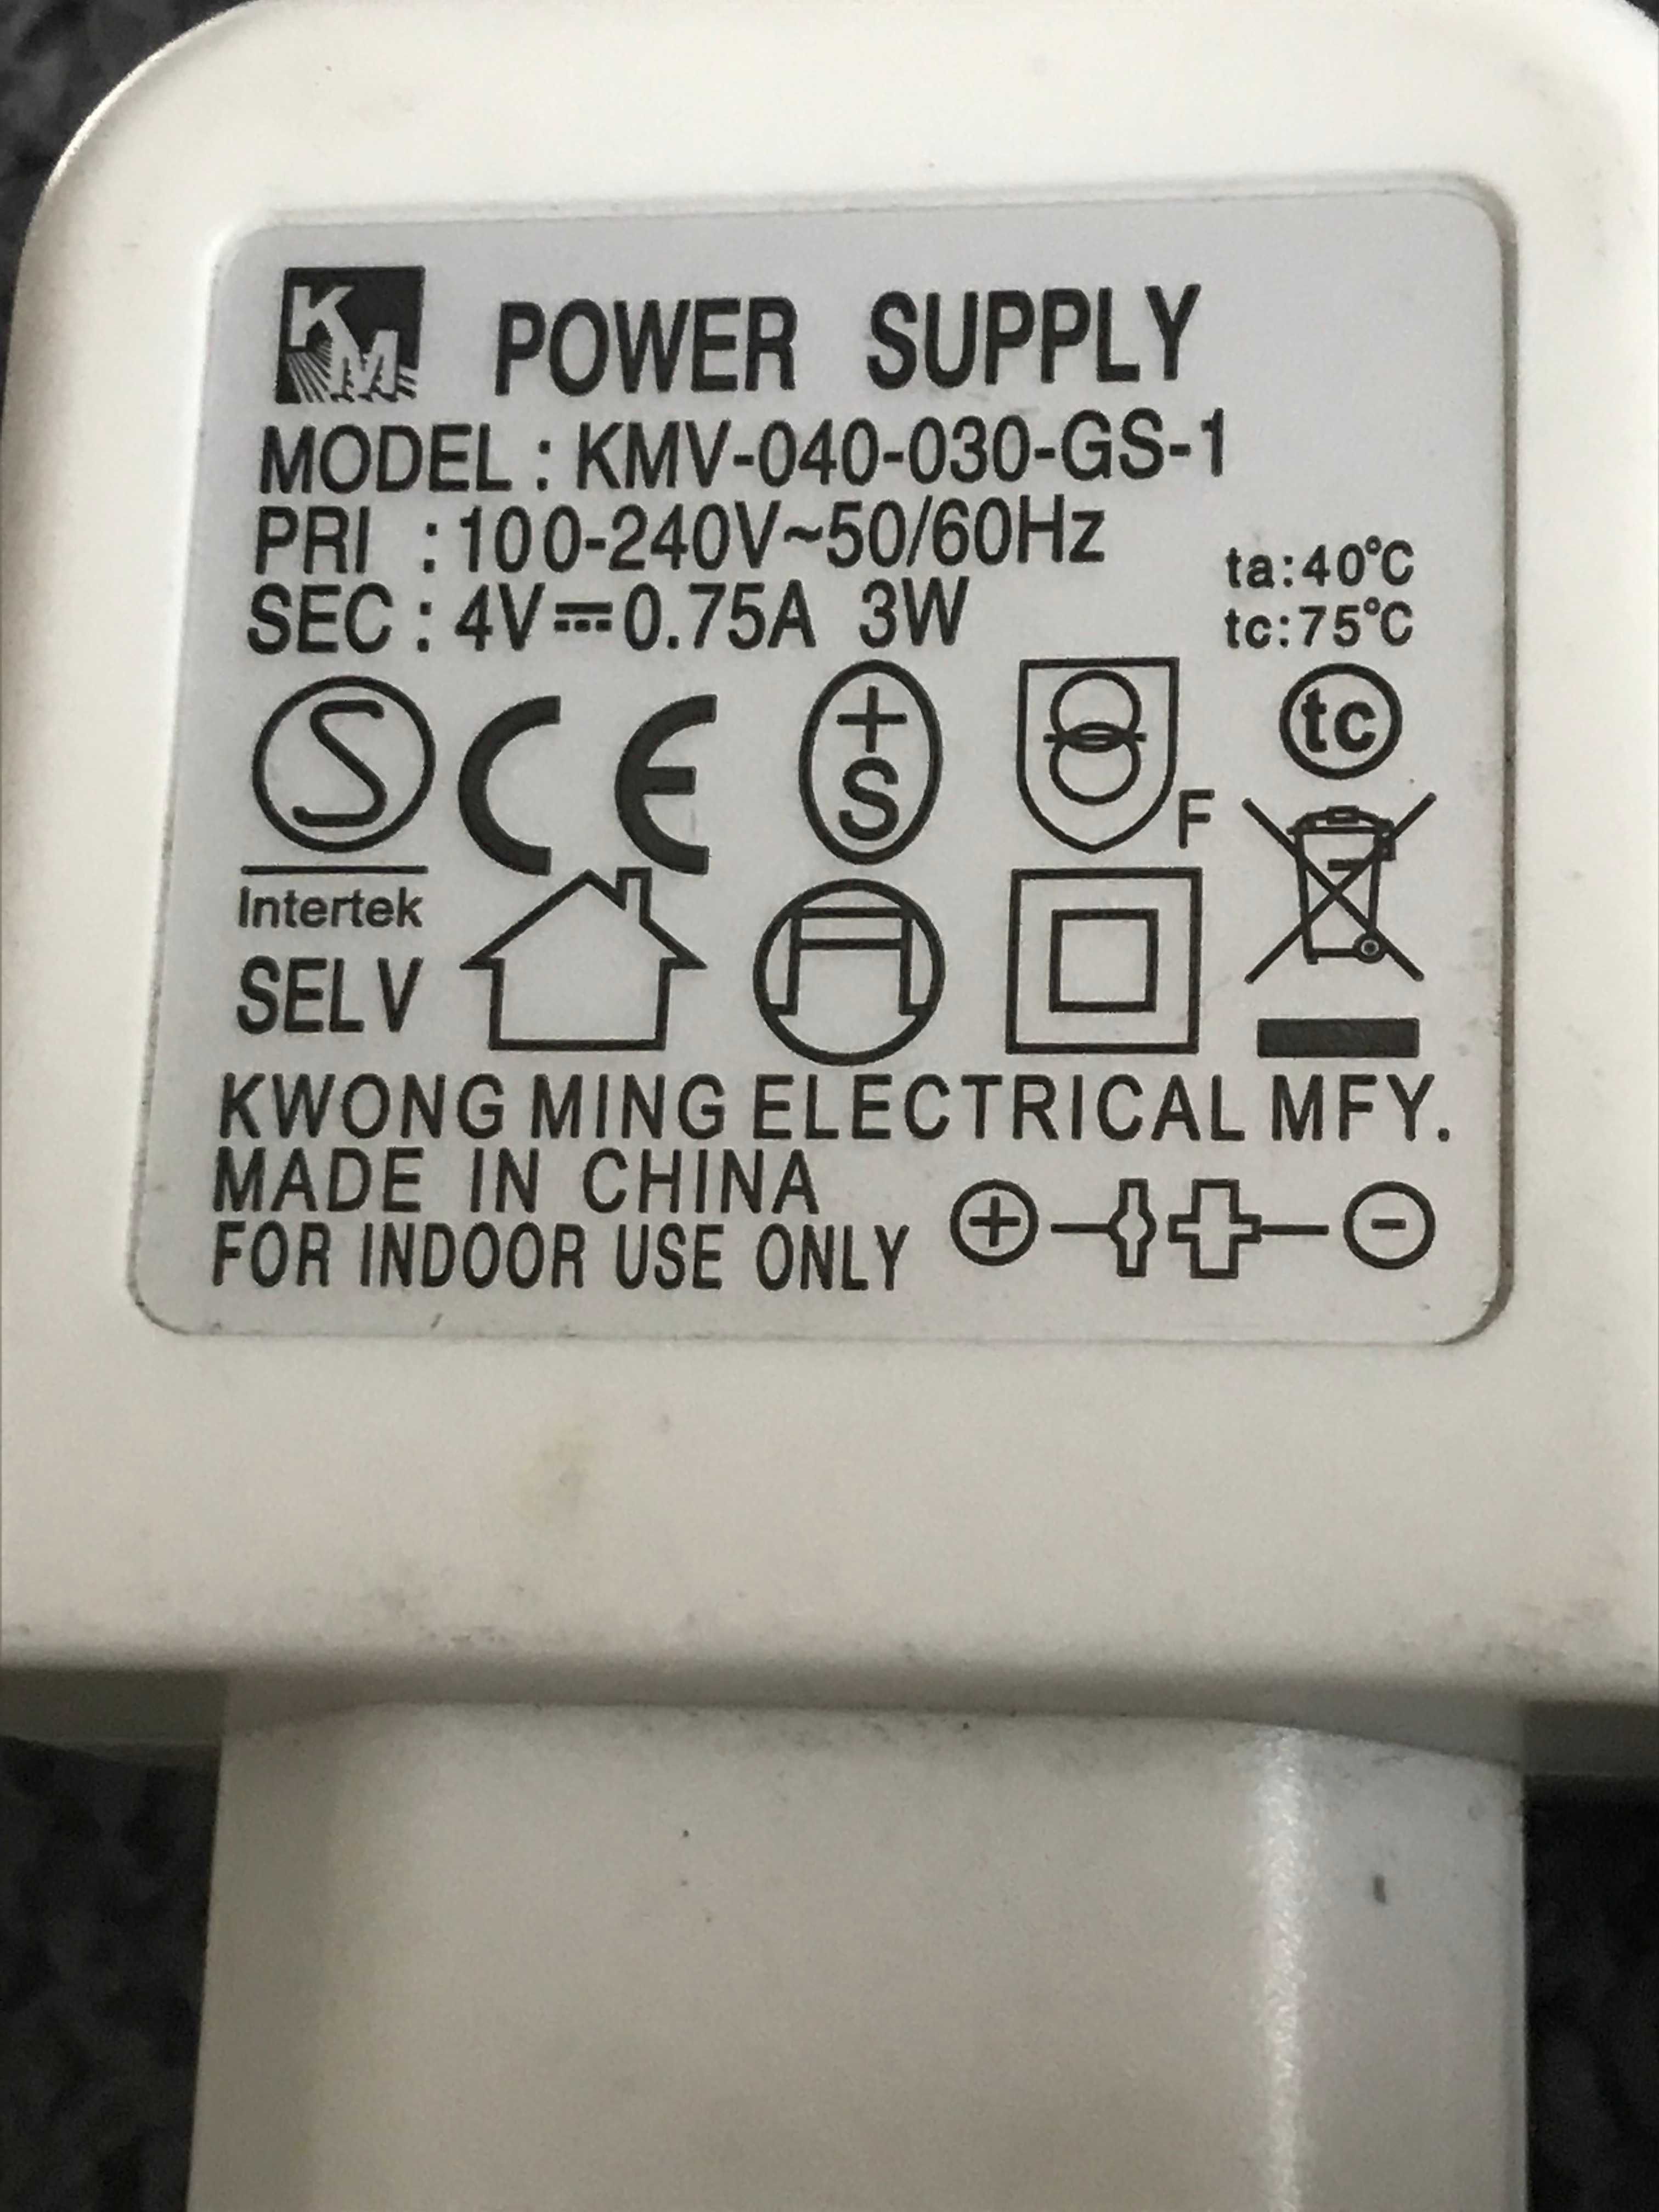 KM POWER SUPPLY
MODEL : KMV-040-030-GS-1
PRI : 100-240V~50/60Hz
ta:40°C
SEC : 4V⎓0.75A 3W
tc:75°C
S
CE
+
S
F
tc
Intertek
SELV
KWONG MING ELECTRICAL MFY.
MADE IN CHINA
FOR INDOOR USE ONLY
+ -